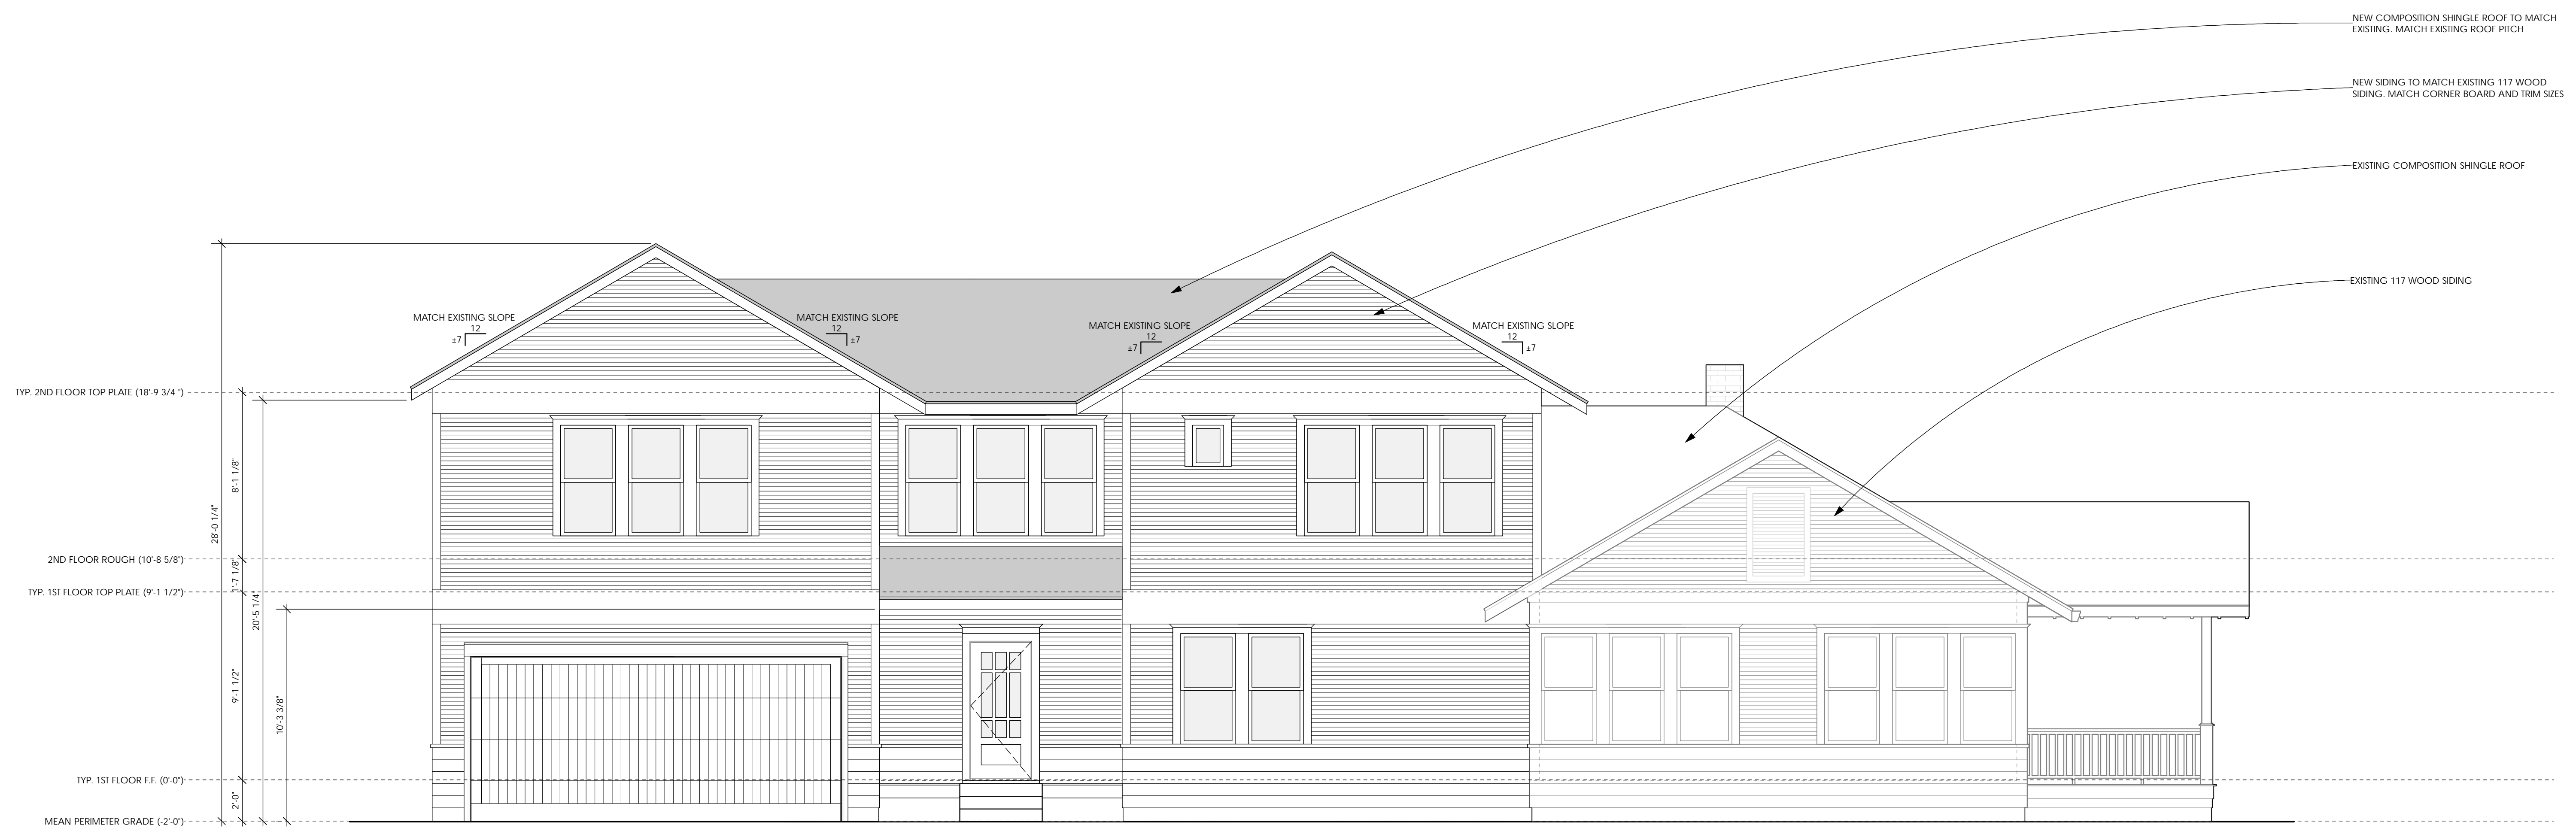 NEW COMPOSITION SHINGLE ROOF TO MATCH
EXISTING. MATCH EXISTING ROOF PITCH
NEW SIDING TO MATCH EXISTING 117 WOOD
SIDING. MATCH CORNER BOARD AND TRIM SIZES
EXISTING COMPOSITION SHINGLE ROOF
EXISTING 117 WOOD SIDING
MATCH EXISTING SLOPE
12
±7
MATCH EXISTING SLOPE
12
±7
MATCH EXISTING SLOPE
12
±7
MATCH EXISTING SLOPE
12
±7
TYP. 2ND FLOOR TOP PLATE (18'-9 3/4 ")
2ND FLOOR ROUGH (10'-8 5/8")
TYP. 1ST FLOOR TOP PLATE (9'-1 1/2")
TYP. 1ST FLOOR F.F. (0'-0")
MEAN PERIMETER GRADE (-2'-0")
28'-0 1/4"
8'-1 1/8"
1'-7 1/8"
9'-1 1/2"
2'-0"
20'-5 1/4"
10'-3 3/8"